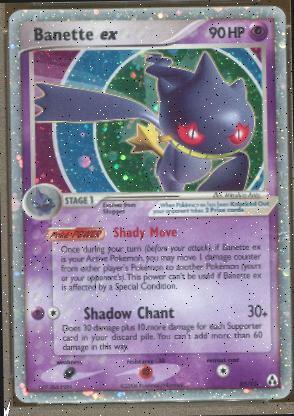 Banette ex 90 HP
STAGE 1 Evolves from Shuppet
When Pokémon-ex has been Knocked Out, your opponent takes 2 Prize cards.
Poké-POWER Shady Move
Once during your turn (before your attack), if Banette ex
is your Active Pokémon, you may move 1 damage counter
from either player's Pokémon to another Pokémon (yours
or your opponent's). This power can't be used if Banette ex
is affected by a Special Condition.
Shadow Chant 30+
Does 30 damage plus 10 more damage for each Supporter
card in your discard pile. You can't add more than 60
damage in this way.
weakness resistance -30 retreat cost